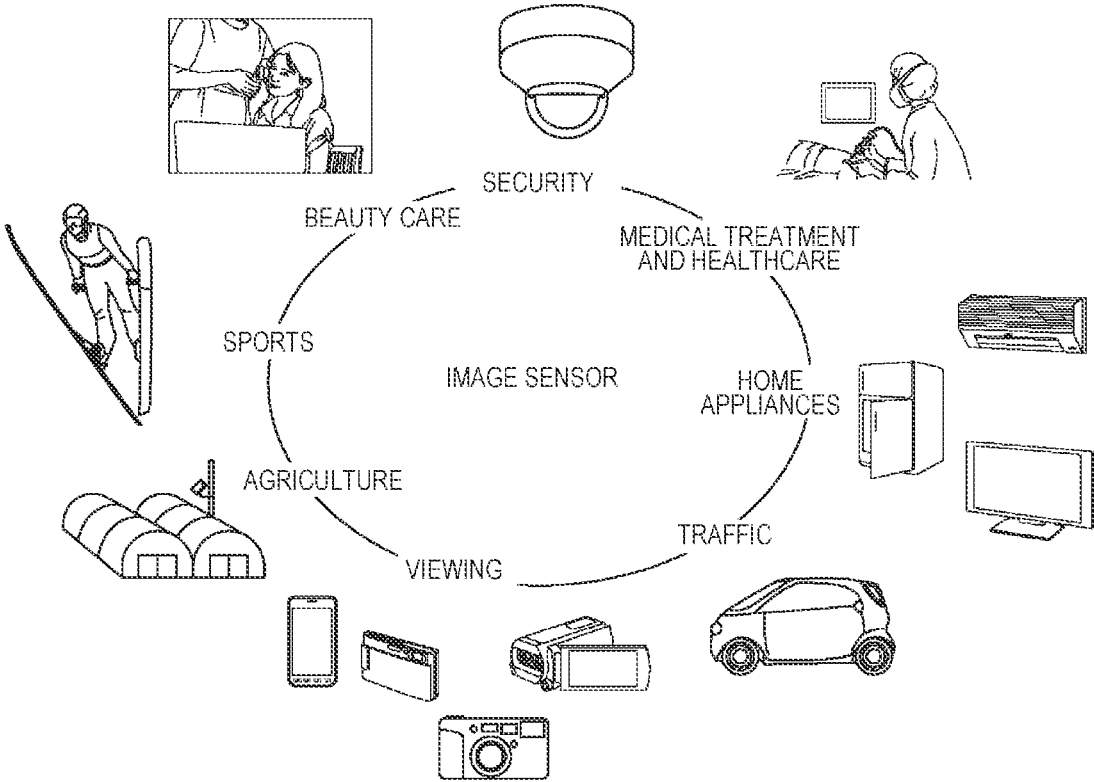 SECURITY
BEAUTY CARE
MEDICAL TREATMENT
AND HEALTHCARE
SPORTS
IMAGE SENSOR
HOME
APPLIANCES
AGRICULTURE
TRAFFIC
VIEWING